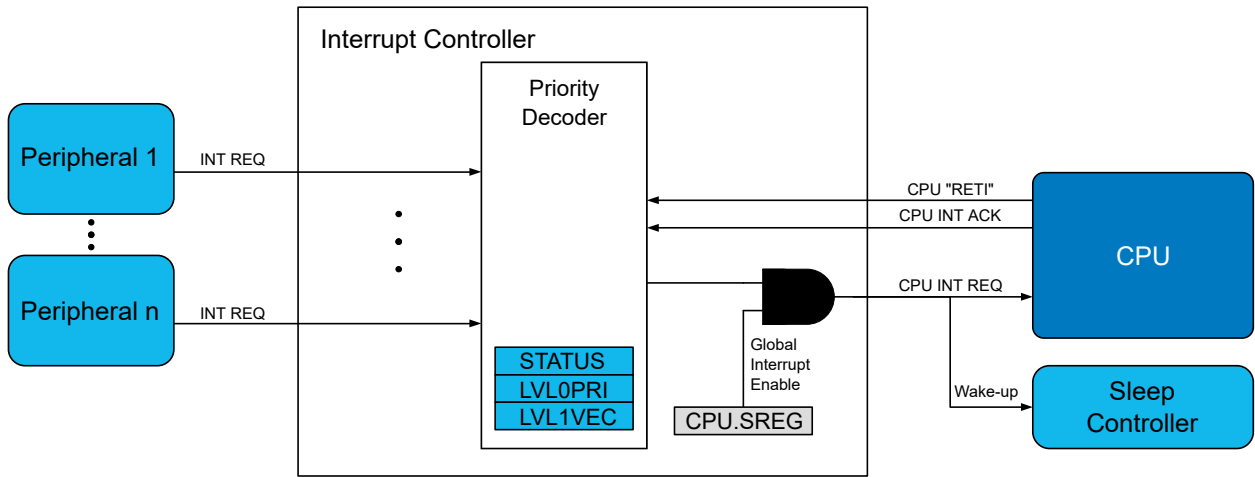 Interrupt Controller
Priority
Decoder
Peripheral 1
INT REQ
Peripheral n
INT REQ
STATUS
LVL0PRI
LVL1VEC
CPU "RETI"
CPU INT ACK
CPU INT REQ
CPU
Global
Interrupt
Enable
CPU.SREG
Wake-up
Sleep
Controller